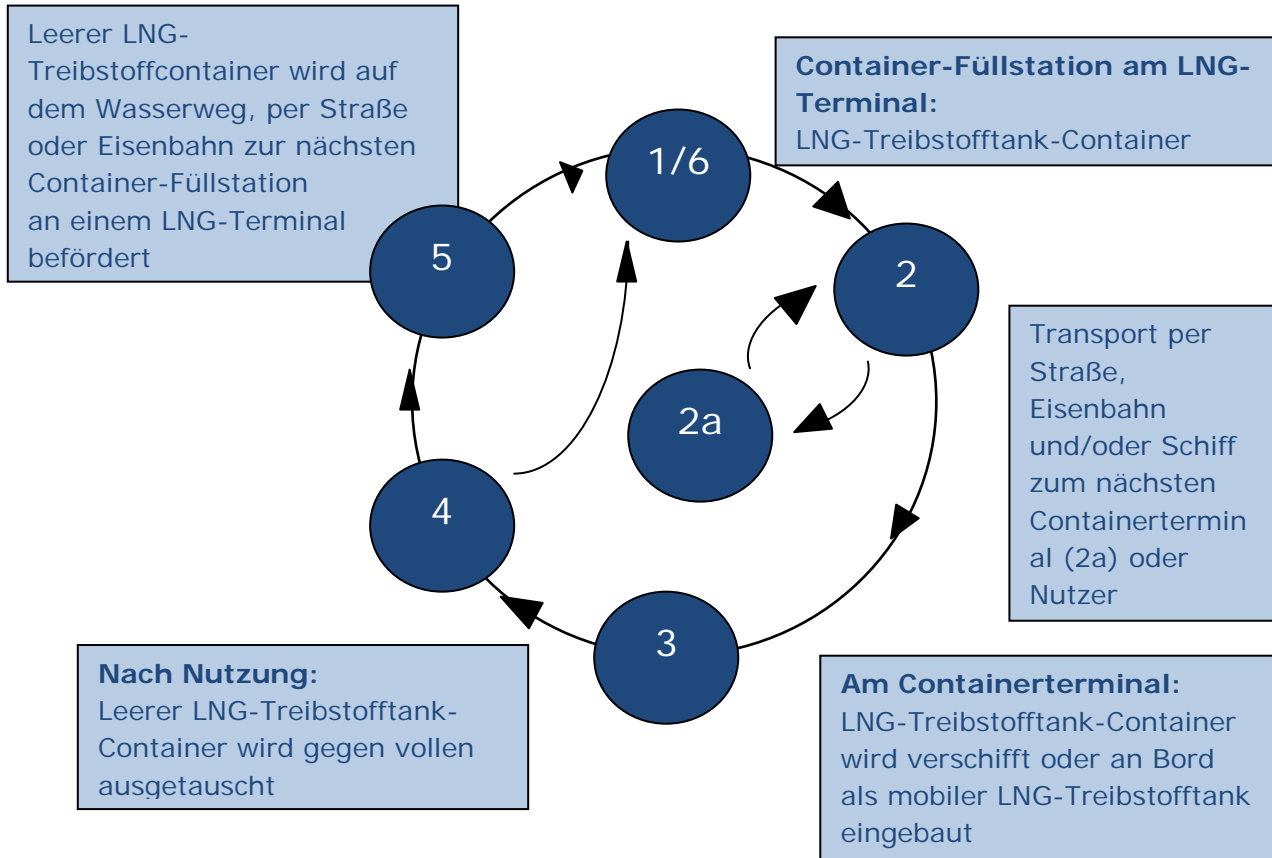 Leerer LNG-
Treibstoffcontainer wird auf
dem Wasserweg, per Straße
oder Eisenbahn zur nächsten
Container-Füllstation
an einem LNG-Terminal
befördert
Container-Füllstation am LNG-
Terminal:
LNG-Treibstofftank-Container
1/6
5
2
2a
4
3
Transport per
Straße,
Eisenbahn
und/oder Schiff
zum nächsten
Containertermin
al (2a) oder
Nutzer
Nach Nutzung:
Leerer LNG-Treibstofftank-
Container wird gegen vollen
ausgetauscht
Am Containerterminal:
LNG-Treibstofftank-Container
wird verschifft oder an Bord
als mobiler LNG-Treibstofftank
eingebaut